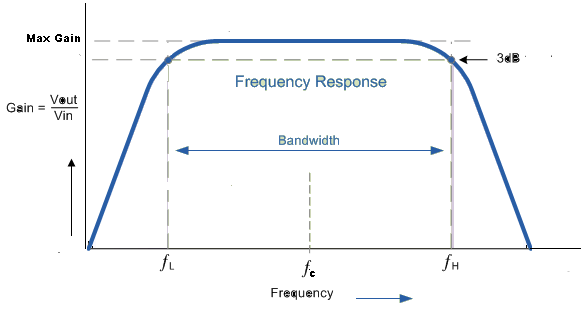 Max Gain
3dB
Frequency Response
Gain = Vout
Vin
Bandwidth
fL
fc
fH
Frequency